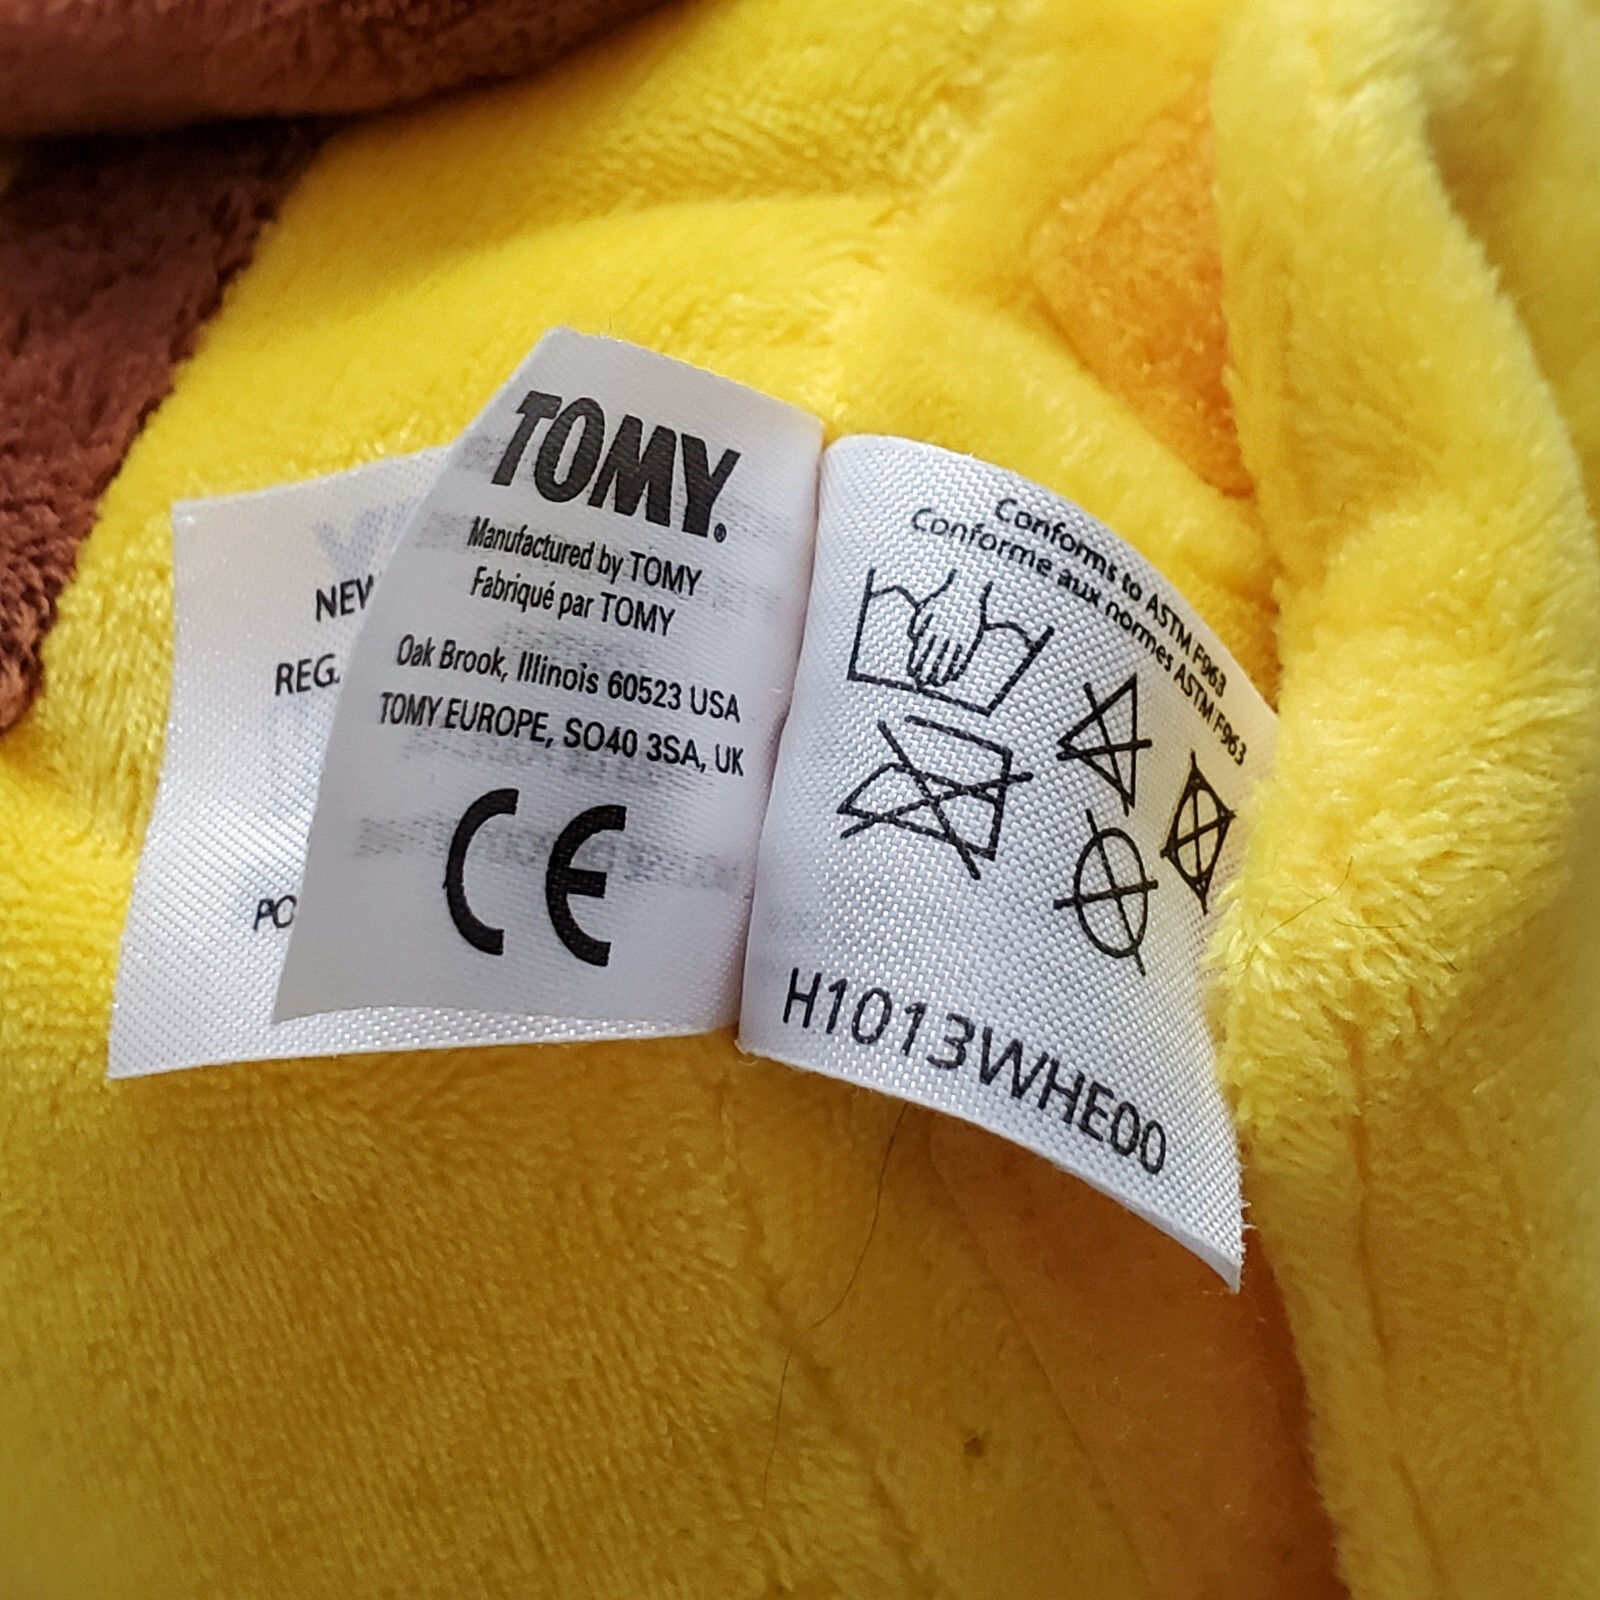 NEW
REG.
PO
TOMY®
Manufactured by TOMY
Fabriqué par TOMY
Oak Brook, Illinois 60523 USA
TOMY EUROPE, SO40 3SA, UK
CE
Conforms to ASTM F963
Conforme aux normes ASTM F963
H1013WHE00